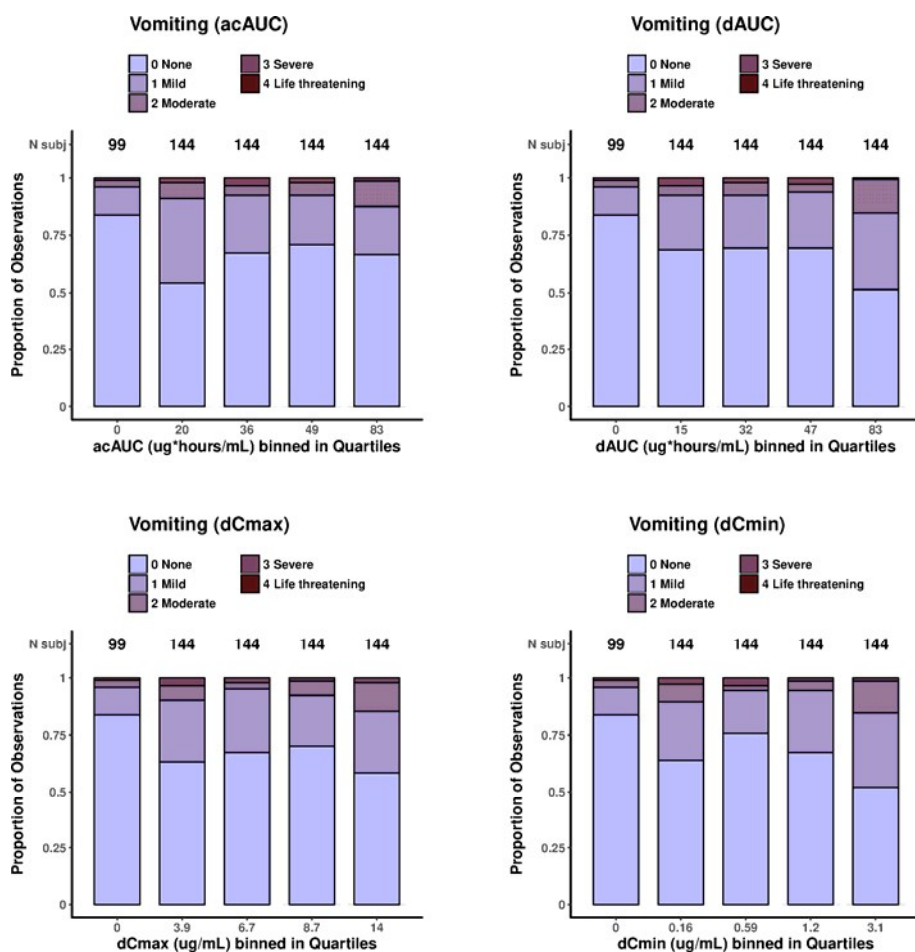 Vomiting (acAUC)
0 None
1 Mild
2 Moderate
3 Severe
4 Life threatening
N subj
99 144 144 144 144
1
0.75
0.5
0.25
0
Proportion of Observations
0 20 36 49 83
acAUC (ug*hours/mL) binned in Quartiles
Vomiting (dAUC)
0 None
1 Mild
2 Moderate
3 Severe
4 Life threatening
N subj
99 144 144 144 144
1
0.75
0.5
0.25
0
Proportion of Observations
0 15 32 47 83
dAUC (ug*hours/mL) binned in Quartiles
Vomiting (dCmax)
0 None
1 Mild
2 Moderate
3 Severe
4 Life threatening
N subj
99 144 144 144 144
1
0.75
0.5
0.25
0
Proportion of Observations
0 3.9 6.7 8.7 14
dCmax (ug/mL) binned in Quartiles
Vomiting (dCmin)
0 None
1 Mild
2 Moderate
3 Severe
4 Life threatening
N subj
99 144 144 144 144
1
0.75
0.5
0.25
0
Proportion of Observations
0 0.16 0.59 1.2 3.1
dCmin (ug/mL) binned in Quartiles